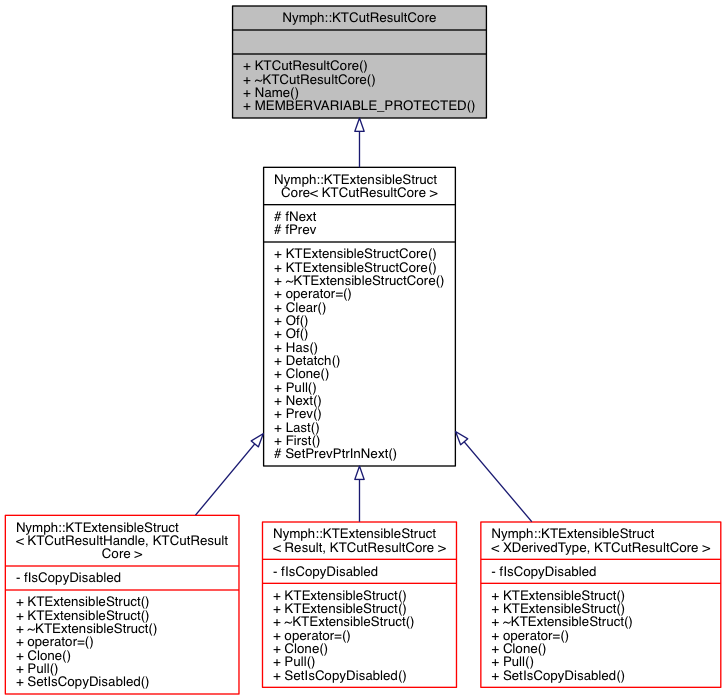 Nymph::KTCutResultCore
+ KTCutResultCore()
+ ~KTCutResultCore()
+ Name()
+ MEMBERVARIABLE_PROTECTED()
Nymph::KTExtensibleStruct
Core< KTCutResultCore >
# fNext
# fPrev
+ KTExtensibleStructCore()
+ KTExtensibleStructCore()
+ ~KTExtensibleStructCore()
+ operator=()
+ Clear()
+ Of()
+ Of()
+ Has()
+ Detatch()
+ Clone()
+ Pull()
+ Next()
+ Prev()
+ Last()
+ First()
# SetPrevPtrInNext()
Nymph::KTExtensibleStruct
< KTCutResultHandle, KTCutResult
Core >
- fIsCopyDisabled
+ KTExtensibleStruct()
+ KTExtensibleStruct()
+ ~KTExtensibleStruct()
+ operator=()
+ Clone()
+ Pull()
+ SetIsCopyDisabled()
Nymph::KTExtensibleStruct
< Result, KTCutResultCore >
- fIsCopyDisabled
+ KTExtensibleStruct()
+ KTExtensibleStruct()
+ ~KTExtensibleStruct()
+ operator=()
+ Clone()
+ Pull()
+ SetIsCopyDisabled()
Nymph::KTExtensibleStruct
< XDerivedType, KTCutResultCore >
- fIsCopyDisabled
+ KTExtensibleStruct()
+ KTExtensibleStruct()
+ ~KTExtensibleStruct()
+ operator=()
+ Clone()
+ Pull()
+ SetIsCopyDisabled()